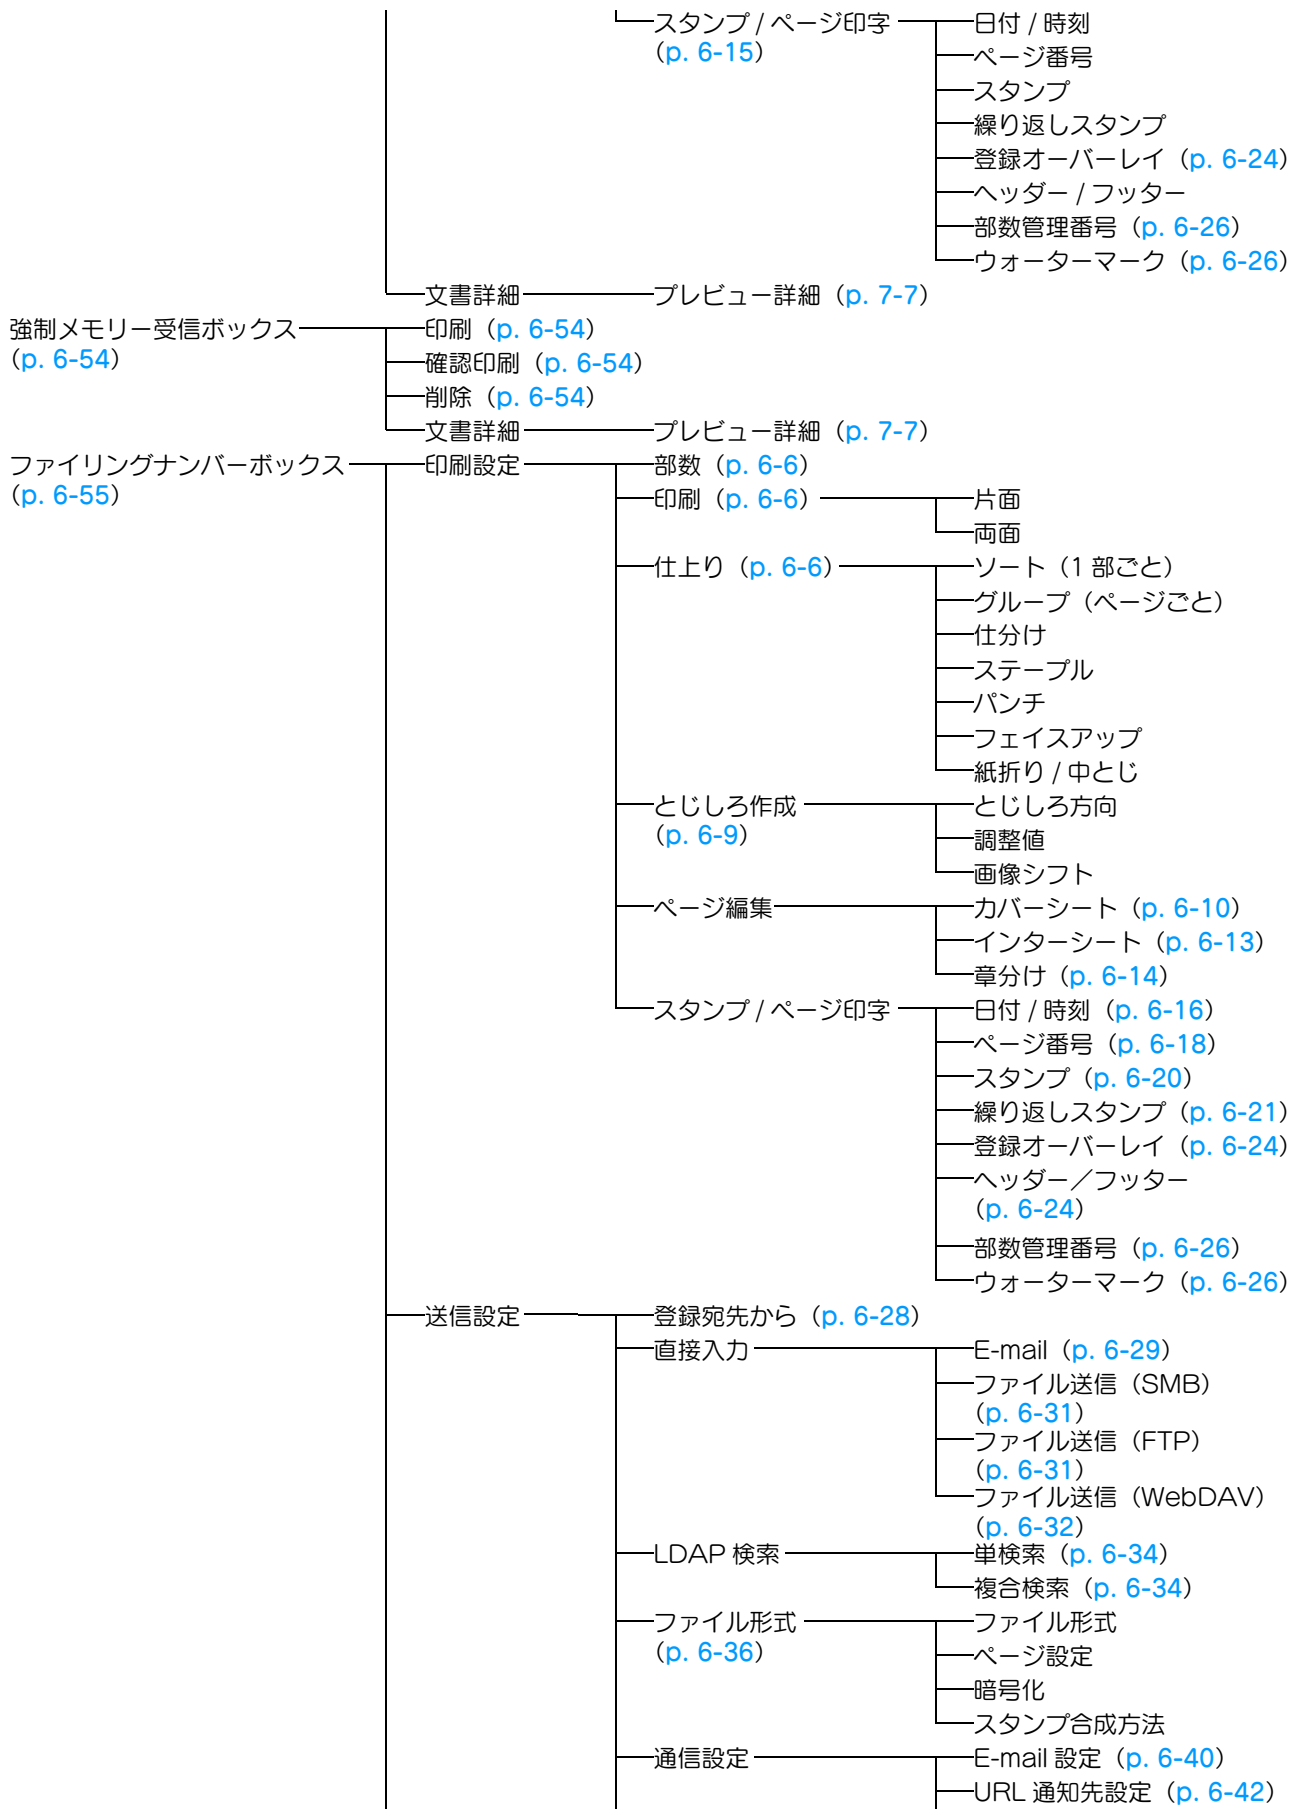 スタンプ / ページ印字
(p. 6-15)
日付 / 時刻
ページ番号
スタンプ
繰り返しスタンプ
登録オーバーレイ（p. 6-24）
ヘッダー / フッター
部数管理番号（p. 6-26）
ウォーターマーク（p. 6-26）
文書詳細
プレビュー詳細（p. 7-7）
強制メモリー受信ボックス
（p. 6-54）
印刷（p. 6-54）
確認印刷（p. 6-54）
削除（p. 6-54）
文書詳細
プレビュー詳細（p. 7-7）
ファイリングナンバーボックス
（p. 6-55）
印刷設定
部数（p. 6-6）
印刷（p. 6-6）
片面
両面
仕上り（p. 6-6）
ソート（1 部ごと）
グループ（ページごと）
仕分け
ステープル
パンチ
フェイスアップ
紙折り / 中とじ
とじしろ作成
（p. 6-9）
とじしろ方向
調整値
画像シフト
ページ編集
カバーシート（p. 6-10）
インターシート（p. 6-13）
章分け（p. 6-14）
スタンプ / ページ印字
日付 / 時刻（p. 6-16）
ページ番号（p. 6-18）
スタンプ（p. 6-20）
繰り返しスタンプ（p. 6-21）
登録オーバーレイ（p. 6-24）
ヘッダー／フッター
（p. 6-24）
部数管理番号（p. 6-26）
ウォーターマーク（p. 6-26）
送信設定
登録宛先から（p. 6-28）
直接入力
E-mail（p. 6-29）
ファイル送信（SMB）
（p. 6-31）
ファイル送信（FTP）
（p. 6-31）
ファイル送信（WebDAV）
（p. 6-32）
LDAP 検索
単検索（p. 6-34）
複合検索（p. 6-34）
ファイル形式
（p. 6-36）
ファイル形式
ページ設定
暗号化
スタンプ合成方法
通信設定
E-mail 設定（p. 6-40）
URL 通知先設定（p. 6-42）